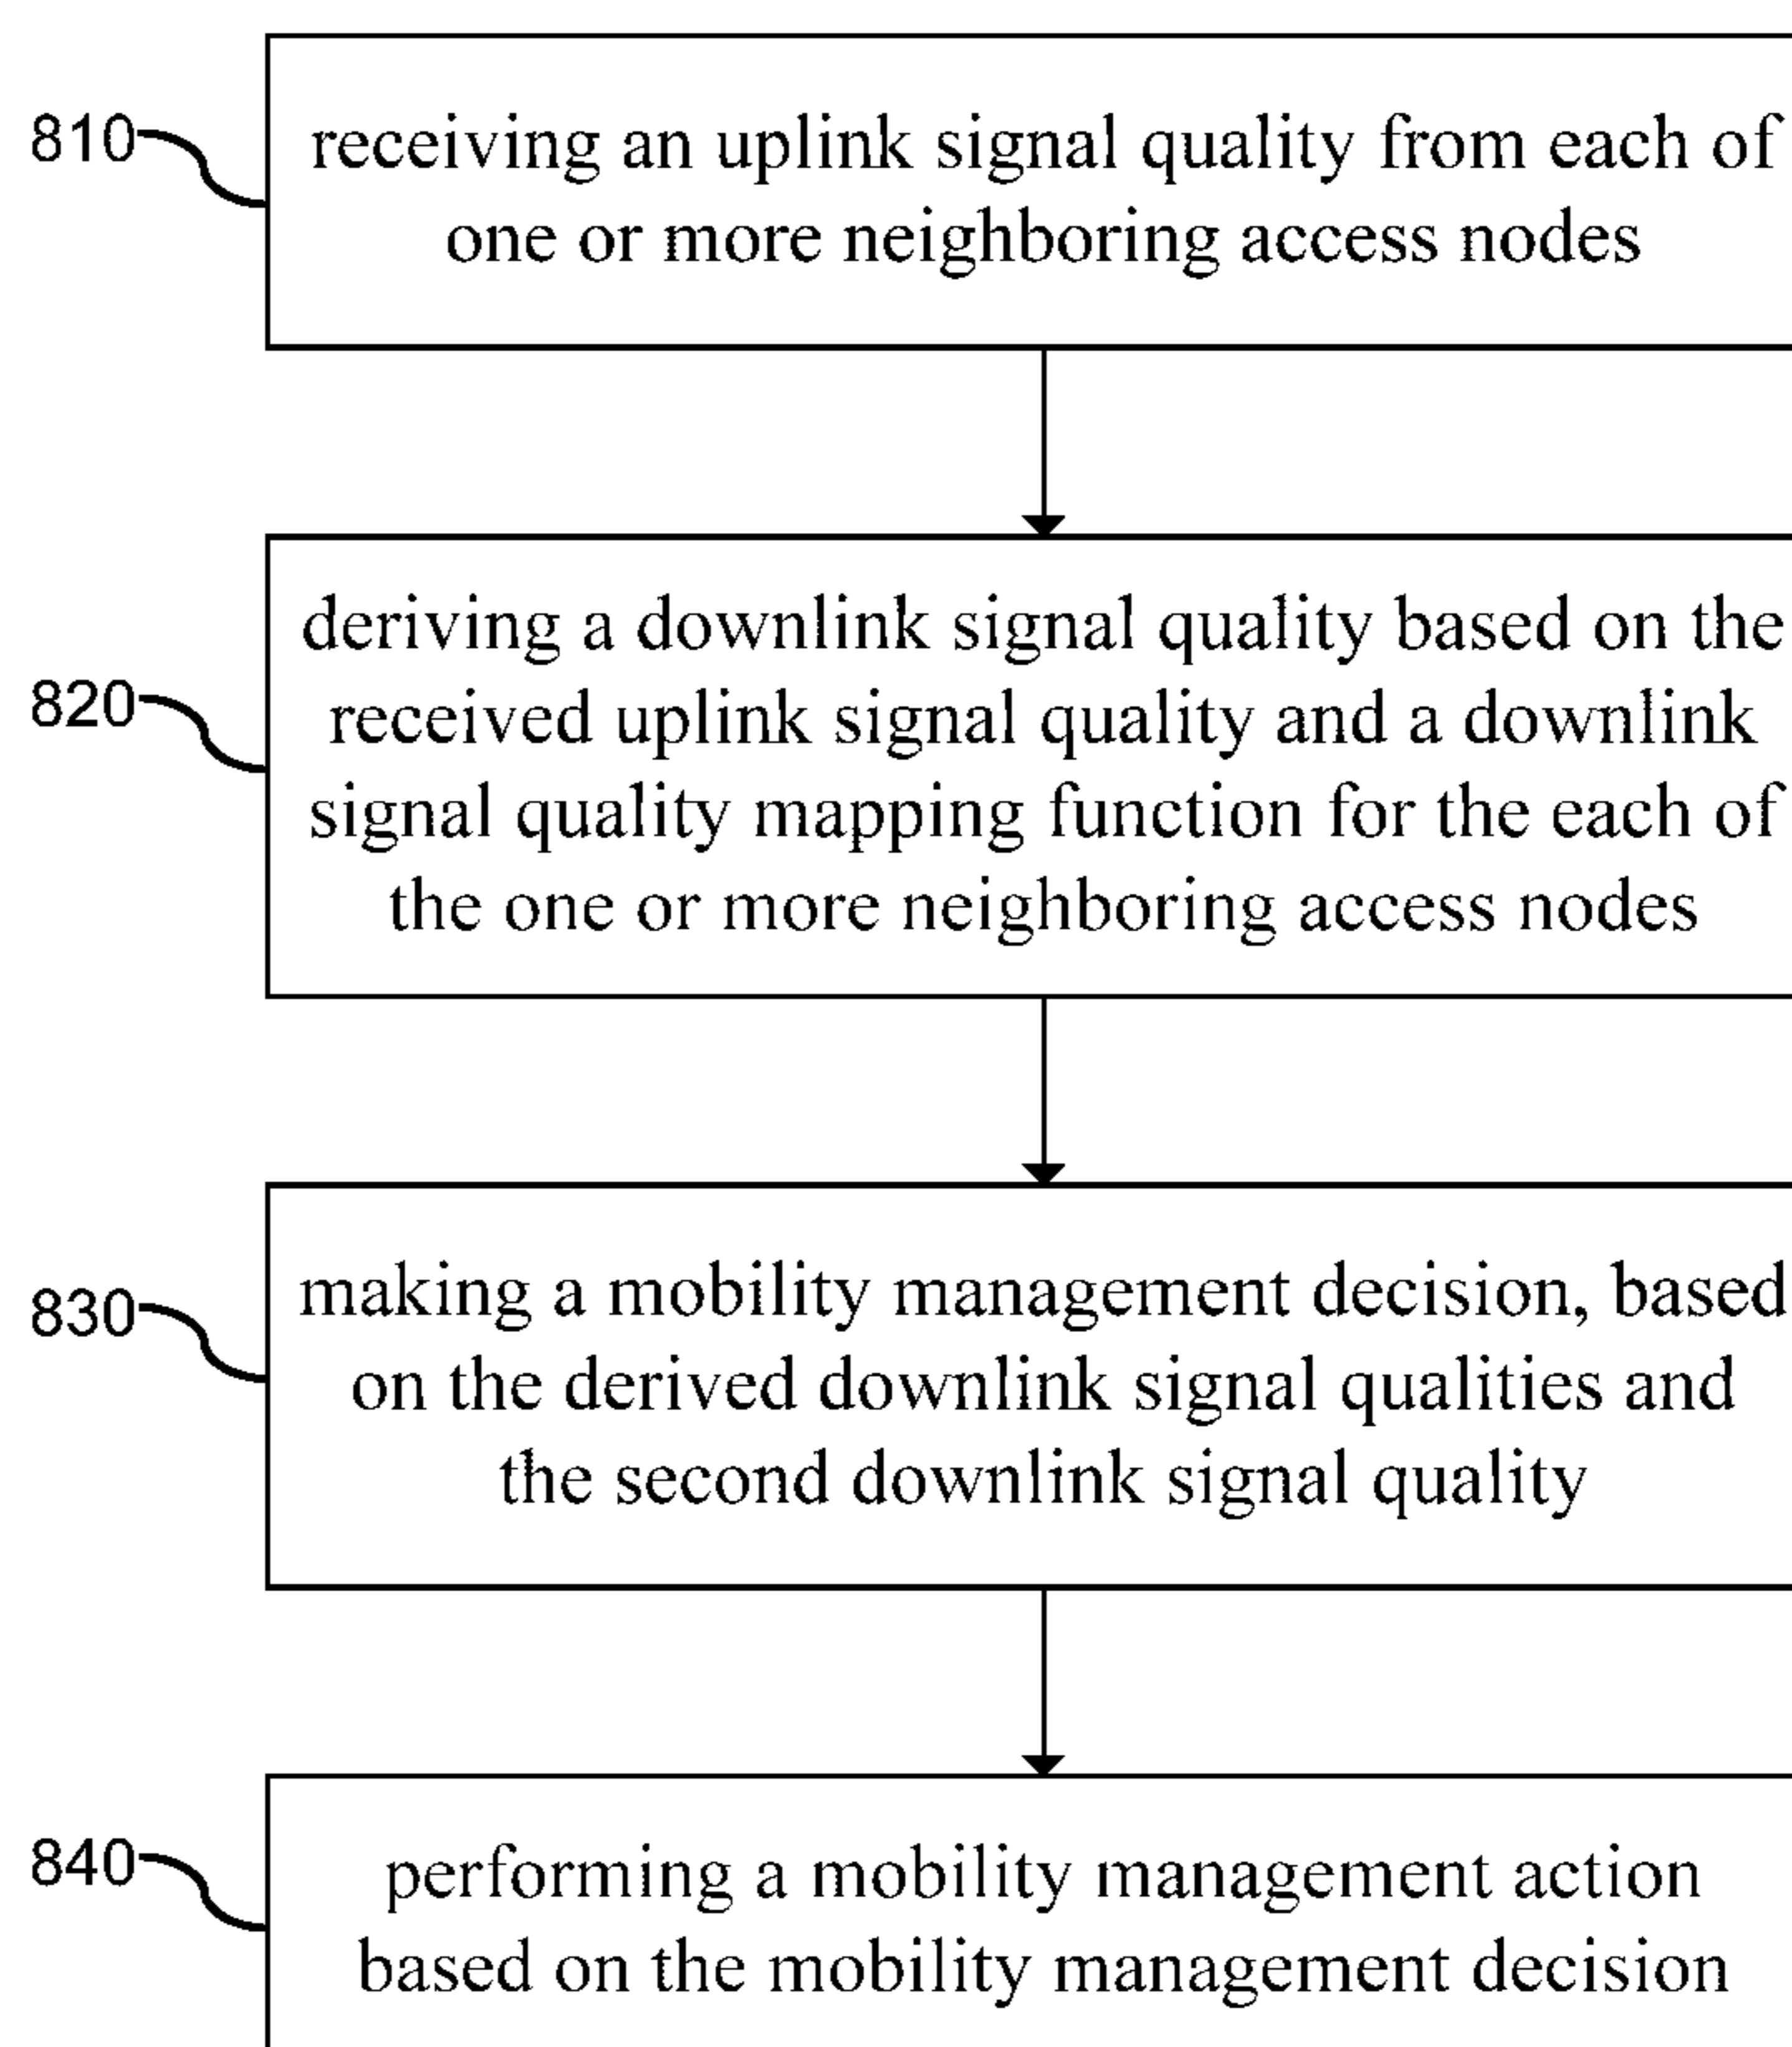 810
receiving an uplink signal quality from each of
one or more neighboring access nodes
820
deriving a downlink signal quality based on the
received uplink signal quality and a downlink
signal quality mapping function for the each of
the one or more neighboring access nodes
830
making a mobility management decision, based
on the derived downlink signal qualities and
the second downlink signal quality
840
performing a mobility management action
based on the mobility management decision